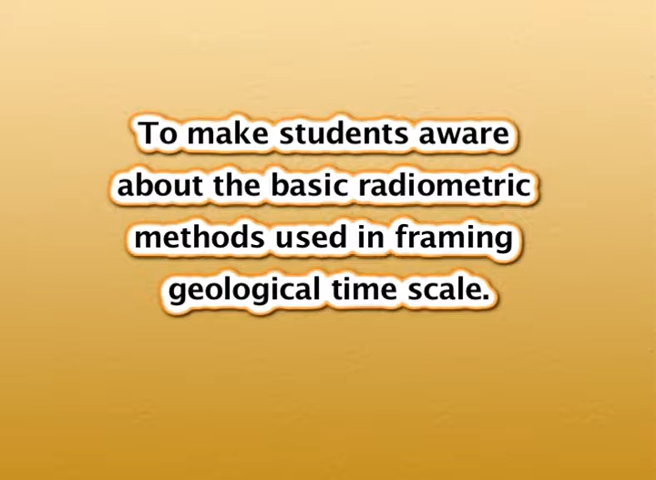 To make students aware
about the basic radiometric
methods used in framing
geological time scale.